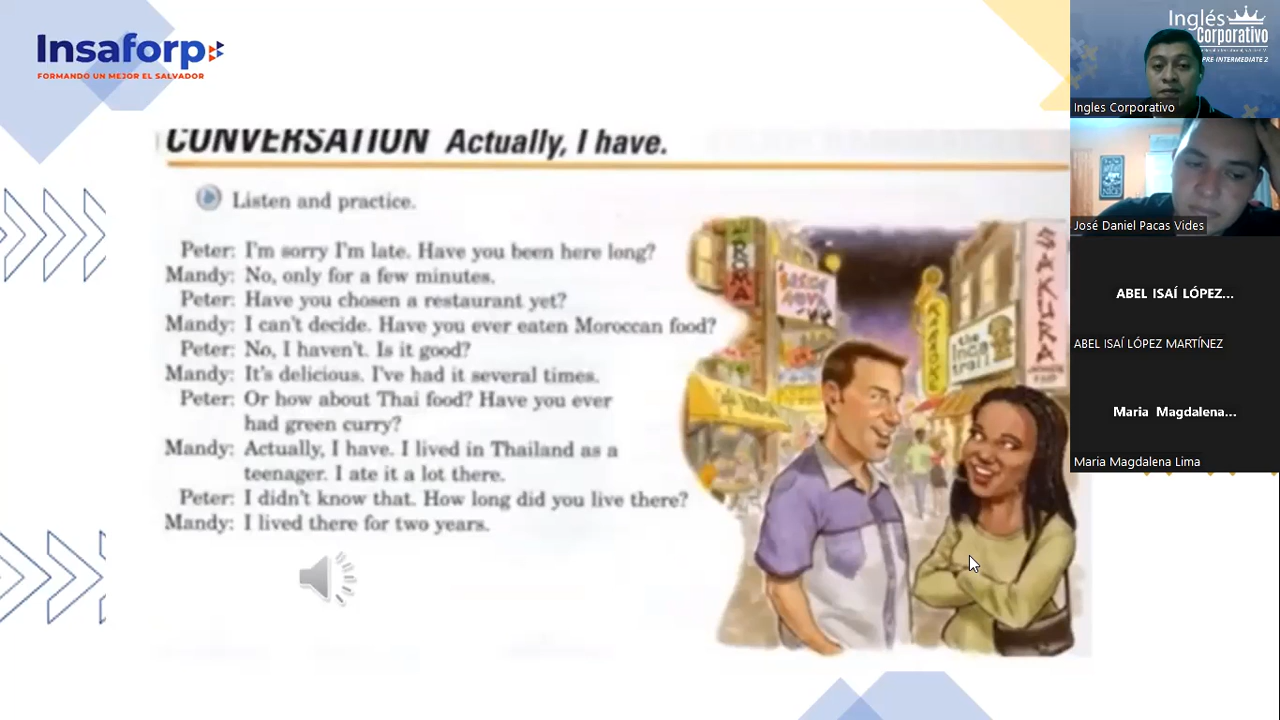 Insaforp
FORMANDO UN MEJOR EL SALVADOR
CONVERSATION Actually, I have.
Listen and practice.
Peter: I'm sorry I'm late. Have you been here long?
Mandy: No, only for a few minutes.
Peter: Have you chosen a restaurant yet?
Mandy: I can't decide. Have you ever eaten Moroccan food?
Peter: No, I haven't. Is it good?
Mandy: It's delicious. I've had it several times.
Peter: Or how about Thai food? Have you ever
had green curry?
Mandy: Actually, I have. I lived in Thailand as a
teenager. I ate it a lot there.
Peter: I didn't know that. How long did you live there?
Mandy: I lived there for two years.
ROMA
BOSSA
NOVA
KARAOKE
the
Inca
trail
SAKURA
Inglés
Corporativo
PRE INTERMEDIATE 2
Ingles Corporativo
José Daniel Pacas Vides
ABEL ISAÍ LÓPEZ...
ABEL ISAÍ LÓPEZ MARTÍNEZ
Maria Magdalena...
Maria Magdalena Lima